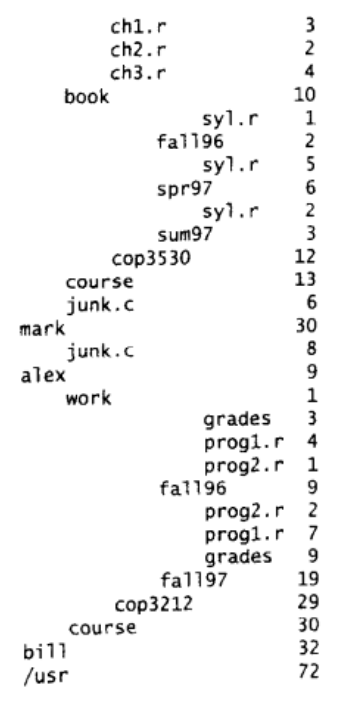 ch1.r            3
            ch2.r            2
            ch3.r            4
      book                  10
                  syl.r      1
            fall96           2
                  syl.r      5
            spr97            6
                  syl.r      2
            sum97            3
         cop3530            12
      course                13
      junk.c                 6
mark                        30
      junk.c                 8
alex                         9
      work                   1
                  grades     3
                  prog1.r    4
                  prog2.r    1
            fall96           9
                  prog2.r    2
                  prog1.r    7
                  grades     9
            fall97          19
         cop3212            29
      course                30
bill                        32
/usr                        72